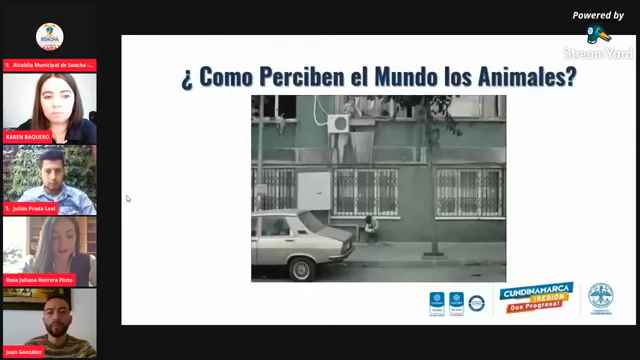 Powered by
StreamYard
SOACHA
Alcaldía Municipal de Soacha -...
KAREN BAQUERO
Julián Prada Leal
Rosa Juliana Herrera Pinto
Juan González
¿ Como Perciben el Mundo los Animales?
CUNDINAMARCA
¡REGIÓN
Que Progresa!